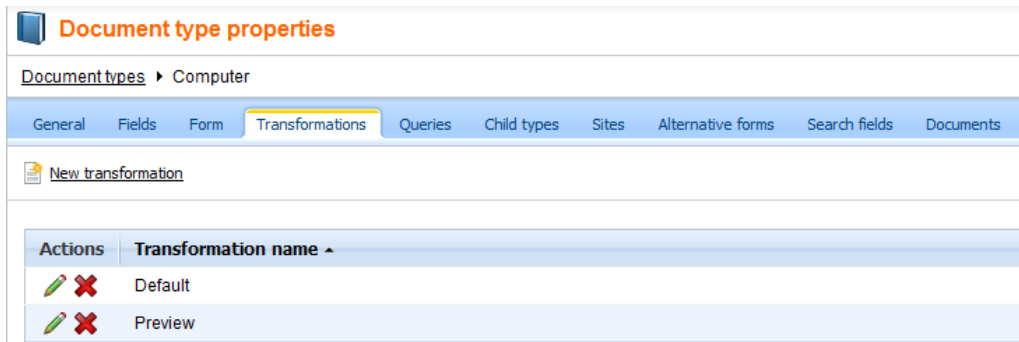 Document type properties
Document types ▸ Computer
General Fields Form Transformations Queries Child types Sites Alternative forms Search fields Documents
New transformation
Actions Transformation name ▴
Default
Preview